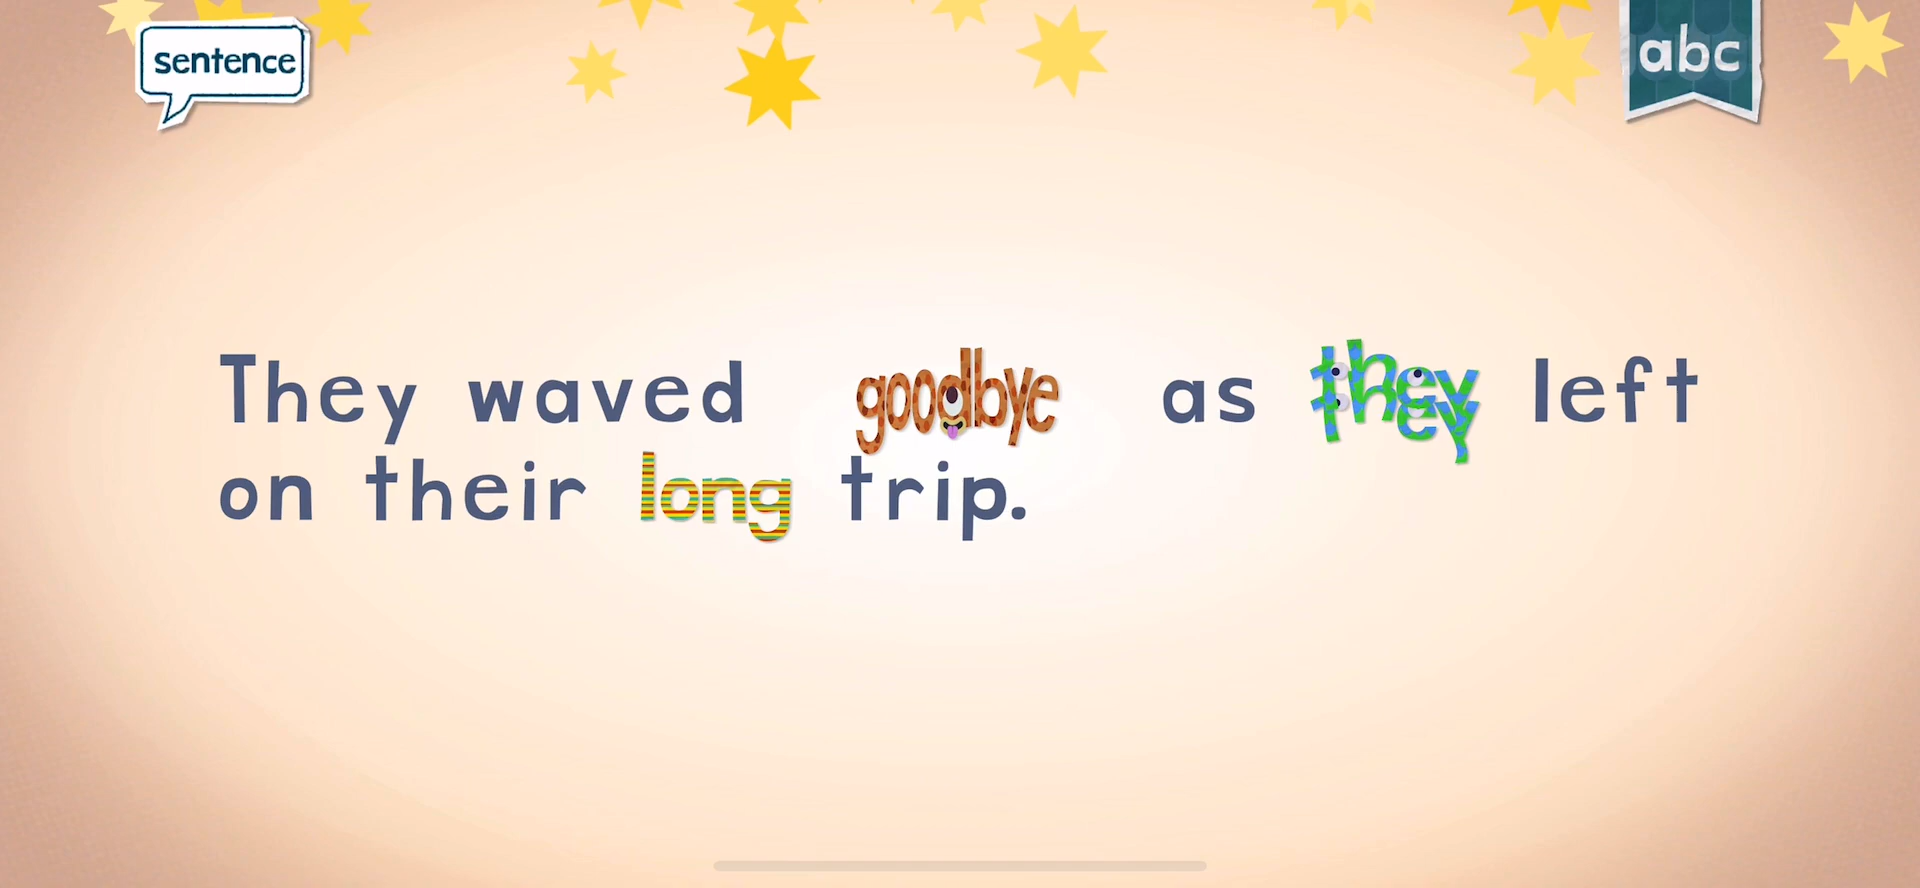 sentence
abc
They waved goodbye as they left
on their long trip.